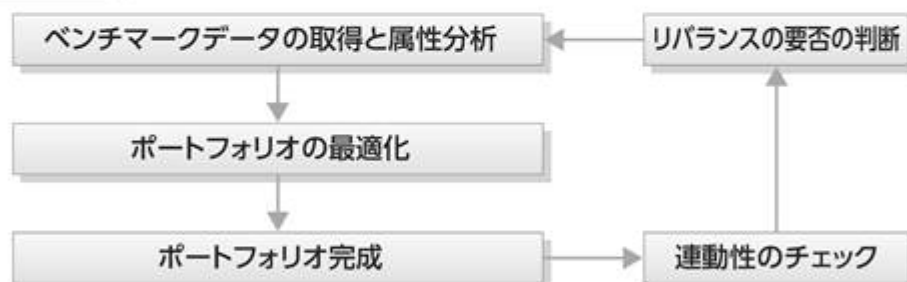 ベンチマークデータの取得と属性分析
リバランスの要否の判断
ポートフォリオの最適化
ポートフォリオ完成
連動性のチェック